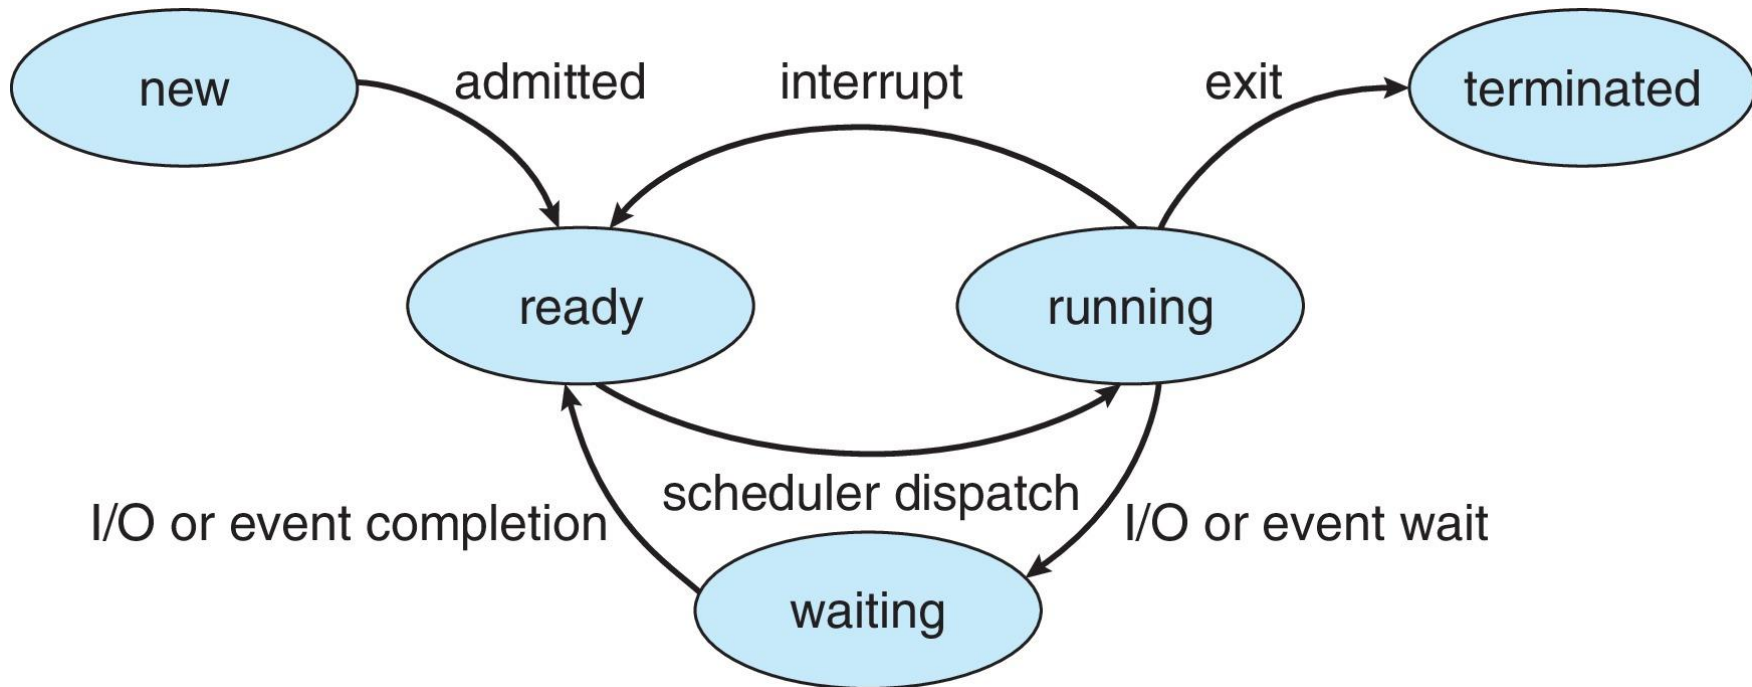 new
admitted
interrupt
exit
terminated
ready
running
scheduler dispatch
I/O or event completion
I/O or event wait
waiting